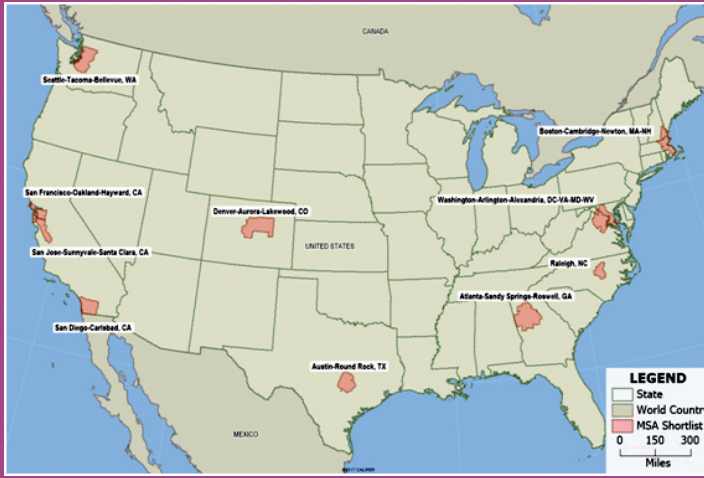 CANADA
Seattle-Tacoma-Bellevue, WA
Boston-Cambridge-Newton, MA-NH
San Francisco-Oakland-Hayward, CA
Washington-Arlington-Alexandria, DC-VA-MD-WV
Denver-Aurora-Lakewood, CO
UNITED STATES
San Jose-Sunnyvale-Santa Clara, CA
Raleigh, NC
Atlanta-Sandy Springs-Roswell, GA
San Diego-Carlsbad, CA
Austin-Round Rock, TX
MEXICO
©2017 CALIPER
LEGEND
State
World Country
MSA Shortlist
0 150 300
Miles